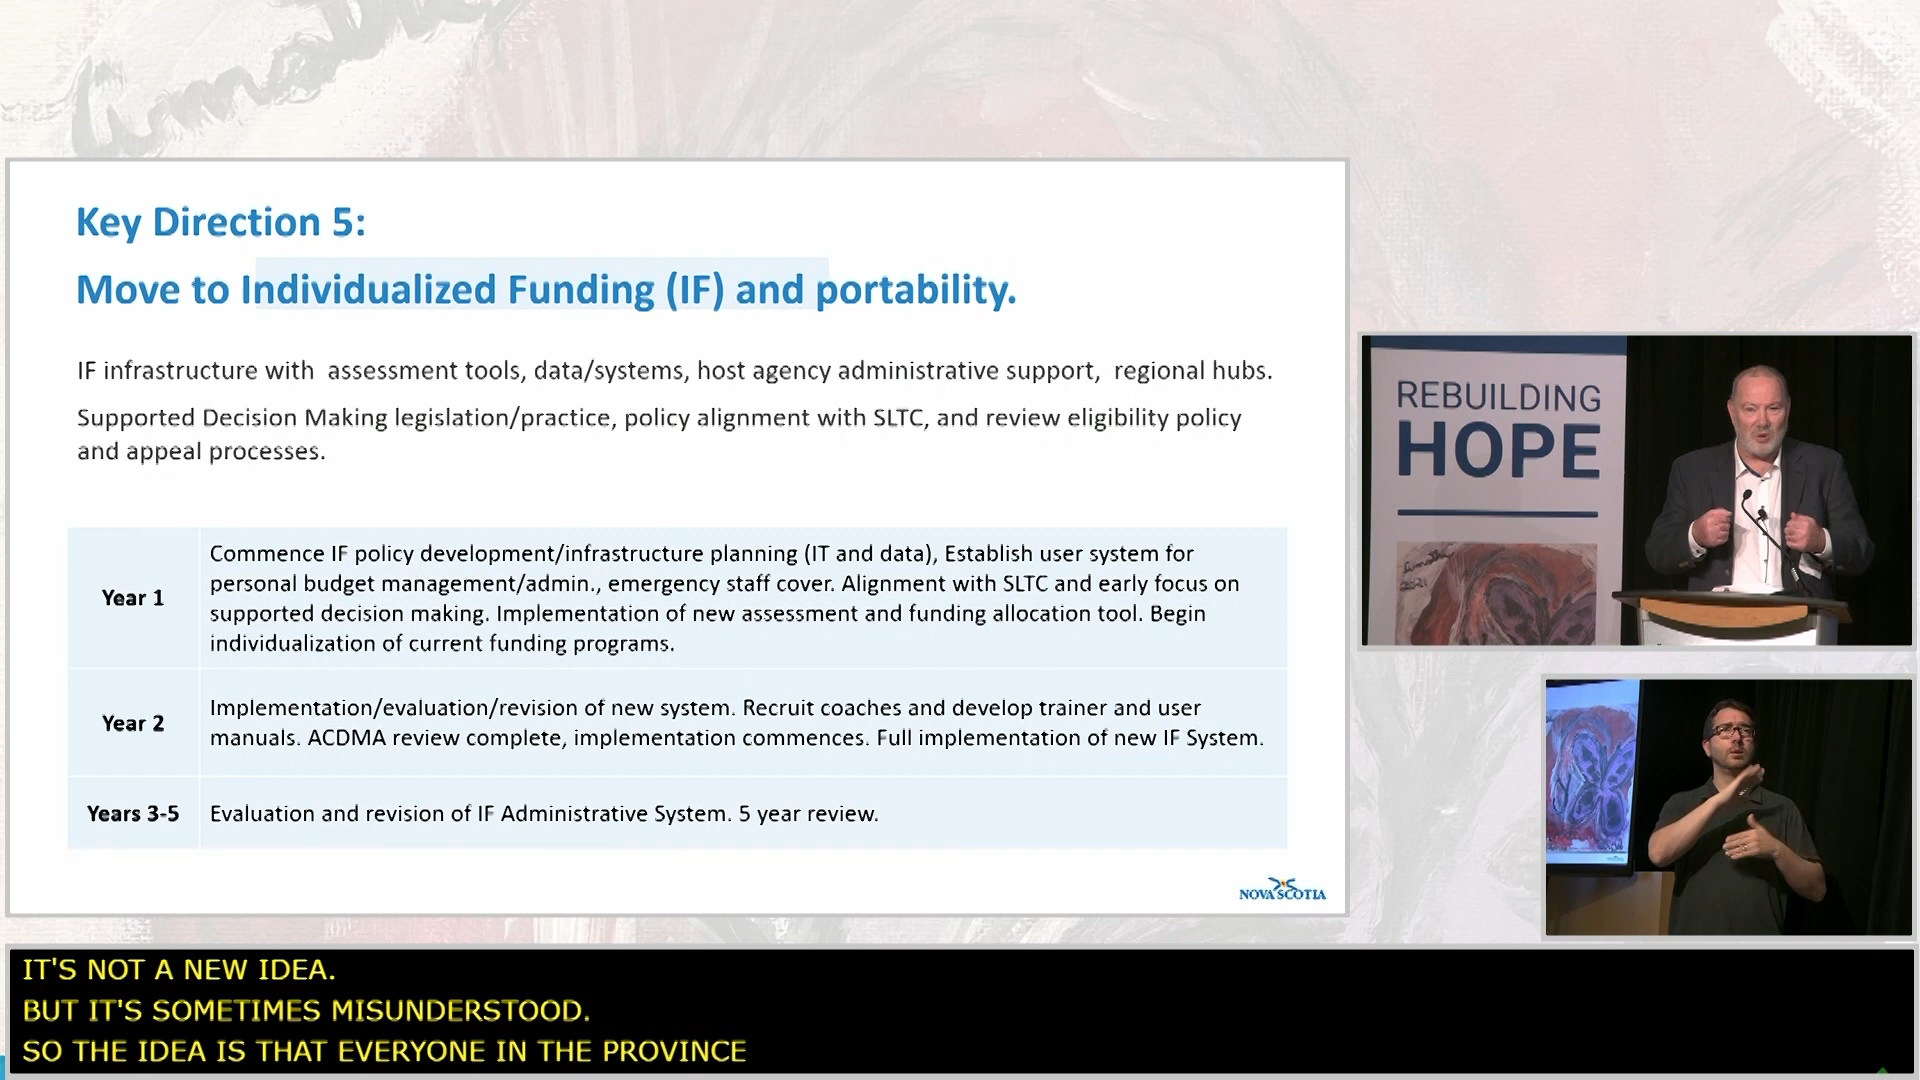 Key Direction 5:
Move to Individualized Funding (IF) and portability.
IF infrastructure with assessment tools, data/systems, host agency administrative support, regional hubs.
Supported Decision Making legislation/practice, policy alignment with SLTC, and review eligibility policy
and appeal processes.
Year 1
Commence IF policy development/infrastructure planning (IT and data), Establish user system for
personal budget management/admin., emergency staff cover. Alignment with SLTC and early focus on
supported decision making. Implementation of new assessment and funding allocation tool. Begin
individualization of current funding programs.
Year 2
Implementation/evaluation/revision of new system. Recruit coaches and develop trainer and user
manuals. ACDMA review complete, implementation commences. Full implementation of new IF System.
Years 3-5
Evaluation and revision of IF Administrative System. 5 year review.
NOVA SCOTIA
REBUILDING
HOPE
2021
IT'S NOT A NEW IDEA.
BUT IT'S SOMETIMES MISUNDERSTOOD.
SO THE IDEA IS THAT EVERYONE IN THE PROVINCE